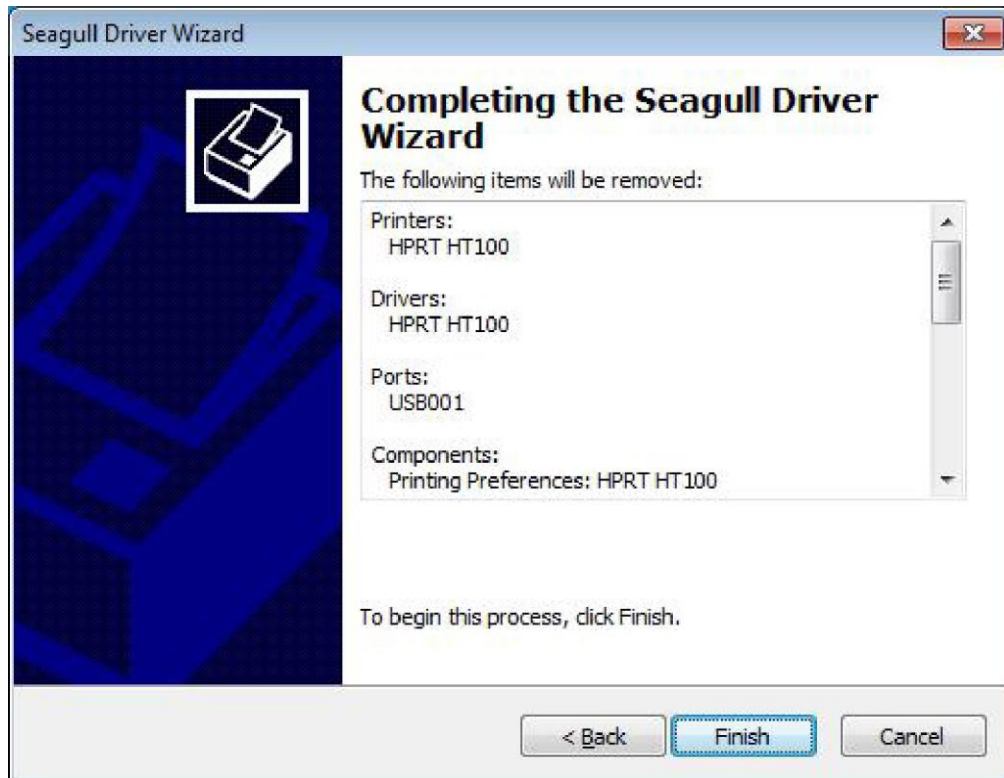 Seagull Driver Wizard
Completing the Seagull Driver
Wizard
The following items will be removed:
Printers:
HPRT HT100
Drivers:
HPRT HT100
Ports:
USB001
Components:
Printing Preferences: HPRT HT100
To begin this process, click Finish.
< Back
Finish
Cancel